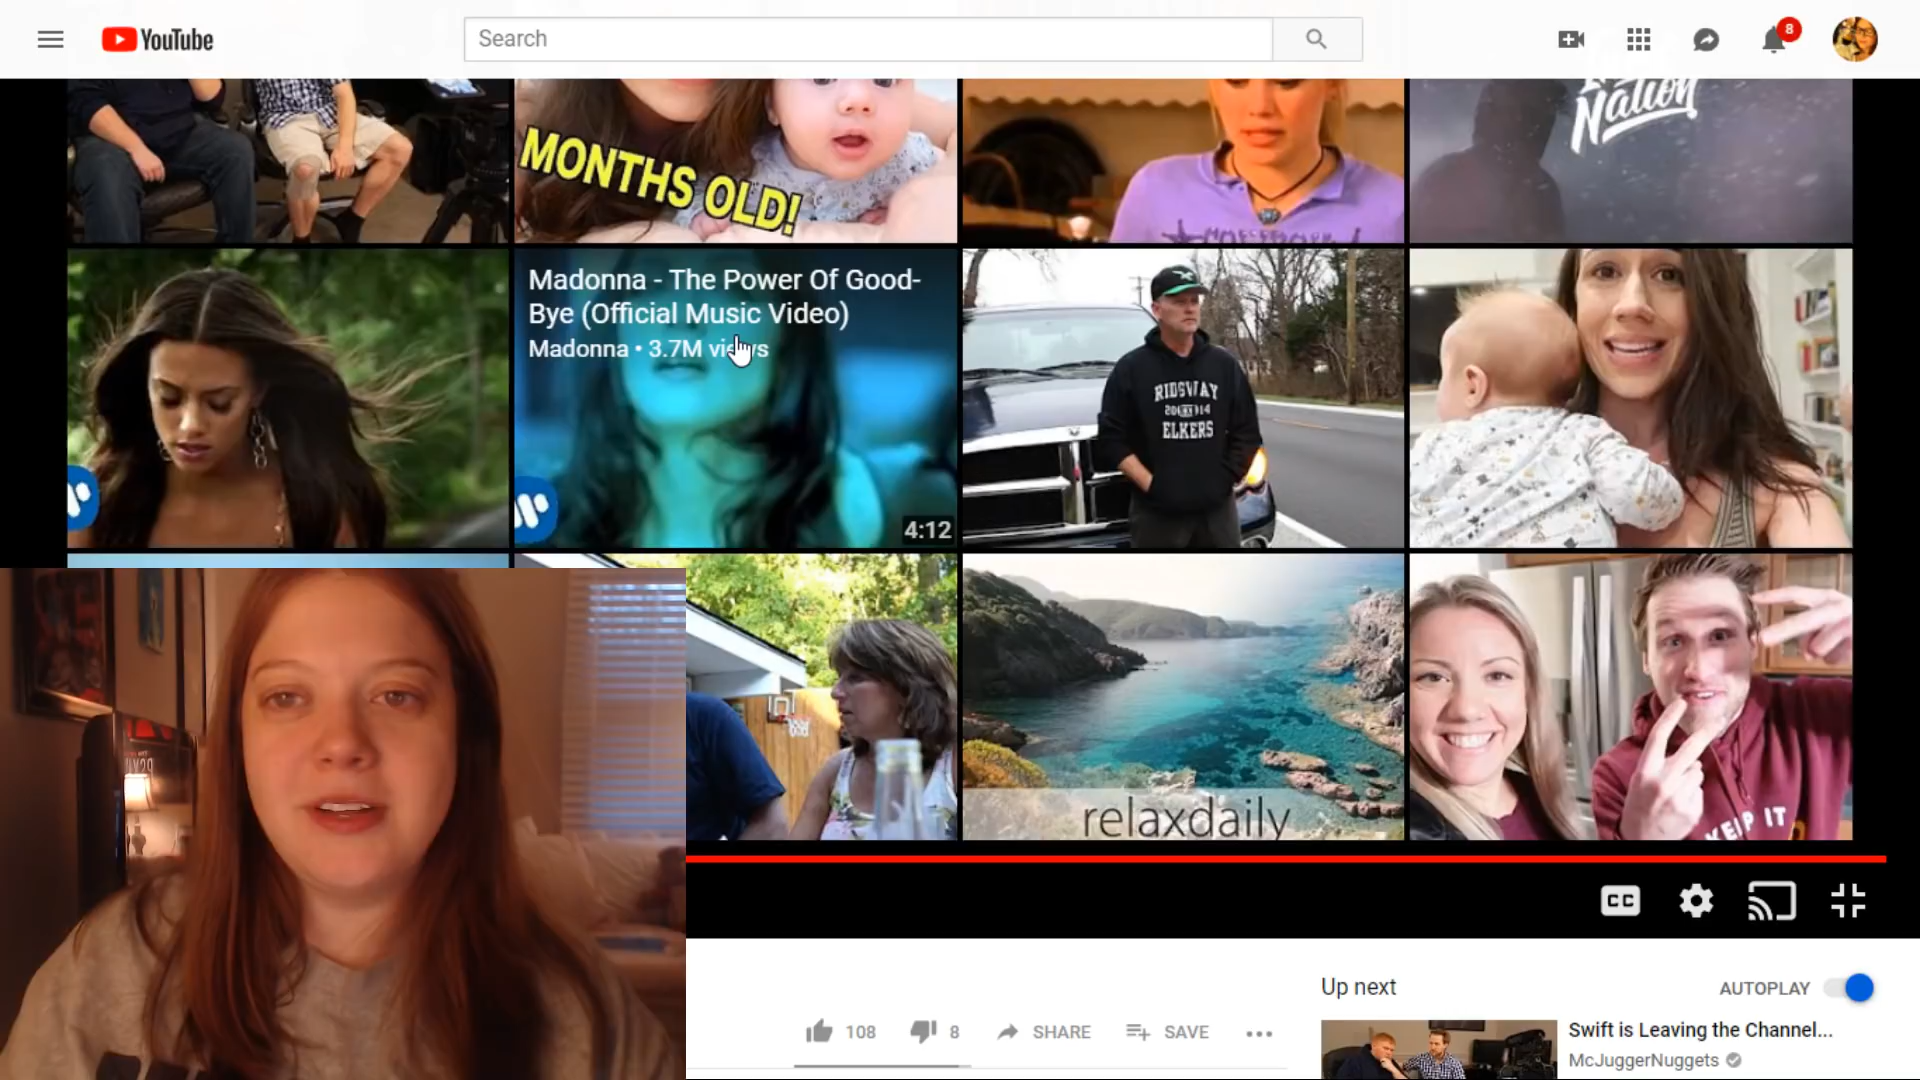 YouTube
Search
8
Nation
MONTHS OLD!
Madonna - The Power Of Good-
Bye (Official Music Video)
Madonna • 3.7M views
4:12
RIDGWAY
ELKERS
relaxdaily
KEEP IT
CC
Up next
AUTOPLAY
108
8
SHARE
SAVE
Swift is Leaving the Channel...
McJuggerNuggets